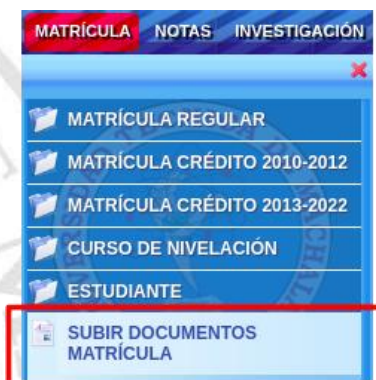 MATRÍCULA NOTAS INVESTIGACIÓN
MATRÍCULA REGULAR
MATRÍCULA CRÉDITO 2010-2012
MATRÍCULA CRÉDITO 2013-2022
CURSO DE NIVELACIÓN
ESTUDIANTE
SUBIR DOCUMENTOS
MATRÍCULA